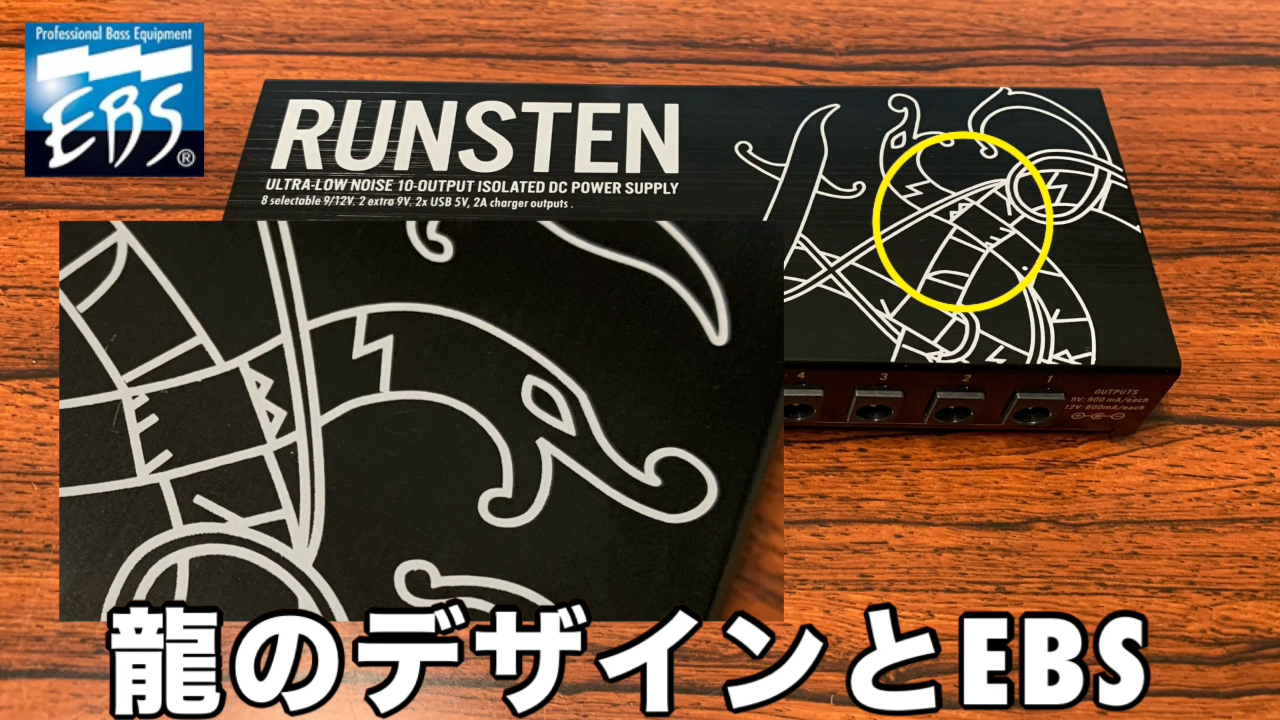 Professional Bass Equipment
EBS®
RUNSTEN
ULTRA-LOW NOISE 10-OUTPUT ISOLATED DC POWER SUPPLY
8 selectable 9/12V. 2 extra 9V. 2x USB 5V, 2A charger outputs.
EBS
4 3 2 1
OUTPUTS
9V: 600 mA/each
12V: 800mA/each
龍のデザインとEBS